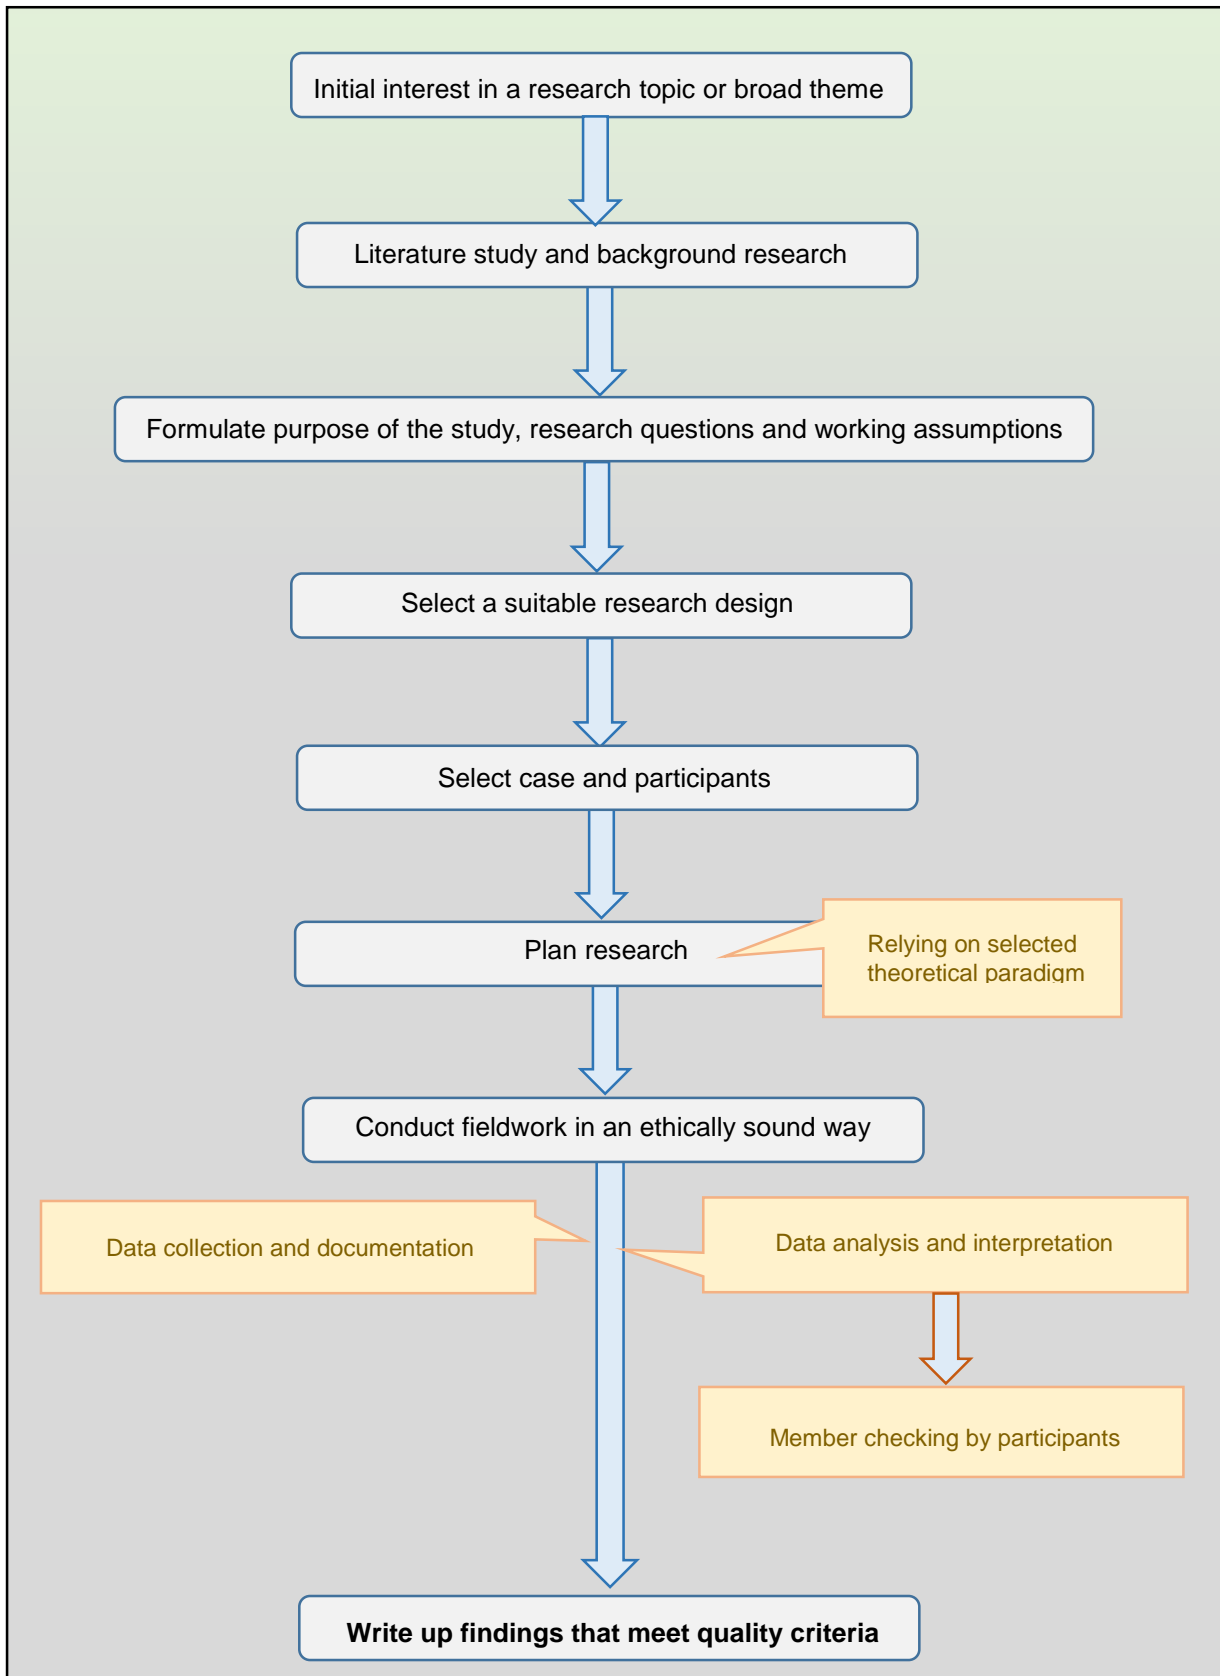 Initial interest in a research topic or broad theme
Literature study and background research
Formulate purpose of the study, research questions and working assumptions
Select a suitable research design
Select case and participants
Plan research
Relying on selected
theoretical paradigm
Conduct fieldwork in an ethically sound way
Data collection and documentation
Data analysis and interpretation
Member checking by participants
Write up findings that meet quality criteria